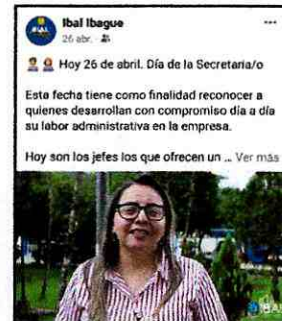 Ibal Ibague
26 abr.
Hoy 26 de abril. Día de la Secretaria/o
Esta fecha tiene como finalidad reconocer a
quienes desarrollan con compromiso día a día
su labor administrativa en la empresa.
Hoy son los jefes los que ofrecen un ... Ver más